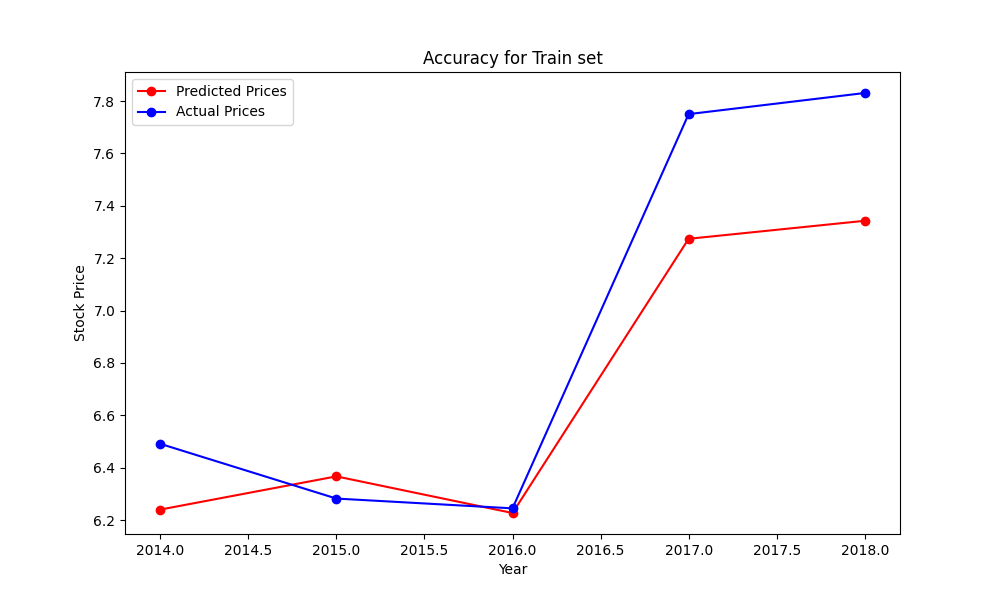 Accuracy for Train set
Predicted Prices
Actual Prices
7.8
7.6
7.4
7.2
7.0
6.8
6.6
6.4
6.2
Stock Price
2014.0 2014.5 2015.0 2015.5 2016.0 2016.5 2017.0 2017.5 2018.0
Year